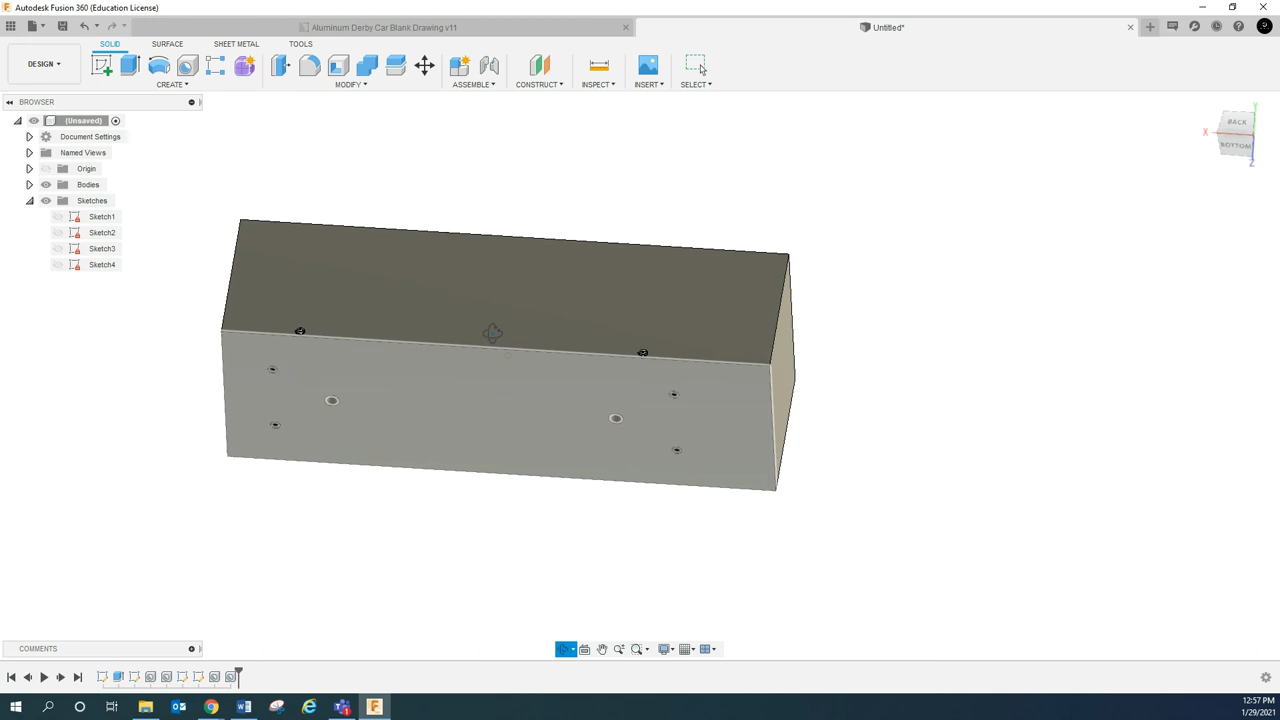 Autodesk Fusion 360 (Education License)
Aluminum Derby Car Blank Drawing v11
Untitled*
SOLID SURFACE SHEET METAL TOOLS
DESIGN
CREATE MODIFY ASSEMBLE CONSTRUCT INSPECT INSERT SELECT
BROWSER
(Unsaved)
Document Settings
Named Views
Origin
Bodies
Sketches
Sketch1
Sketch2
Sketch3
Sketch4
Y
BACK
X
BOTTOM
Z
COMMENTS
12:57 PM
1/29/2021